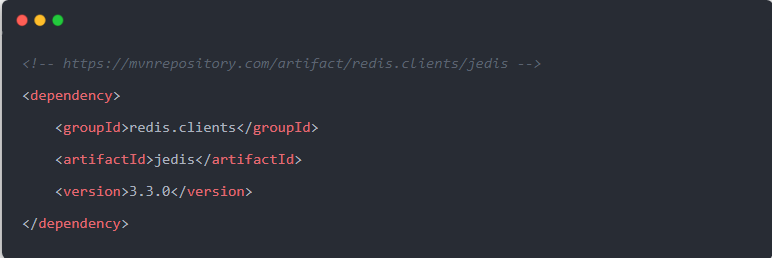 <!-- https://mvnrepository.com/artifact/redis.clients/jedis -->
<dependency>
    <groupId>redis.clients</groupId>
    <artifactId>jedis</artifactId>
    <version>3.3.0</version>
</dependency>